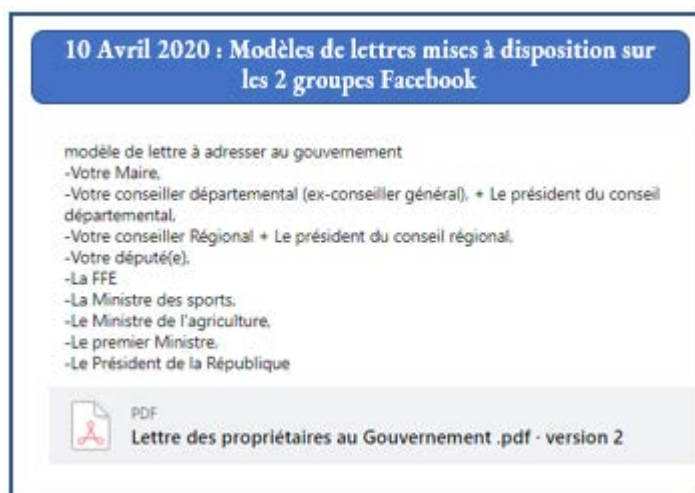 10 Avril 2020 : Modèles de lettres mises à disposition sur
les 2 groupes Facebook
modèle de lettre à adresser au gouvernement
-Votre Maire,
-Votre conseiller départemental (ex-conseiller général), + Le président du conseil
départemental,
-Votre conseiller Régional + Le président du conseil régional,
-Votre député(e),
-La FFE
-La Ministre des sports,
-Le Ministre de l'agriculture,
-Le premier Ministre,
-Le Président de la République
PDF
Lettre des propriétaires au Gouvernement .pdf · version 2